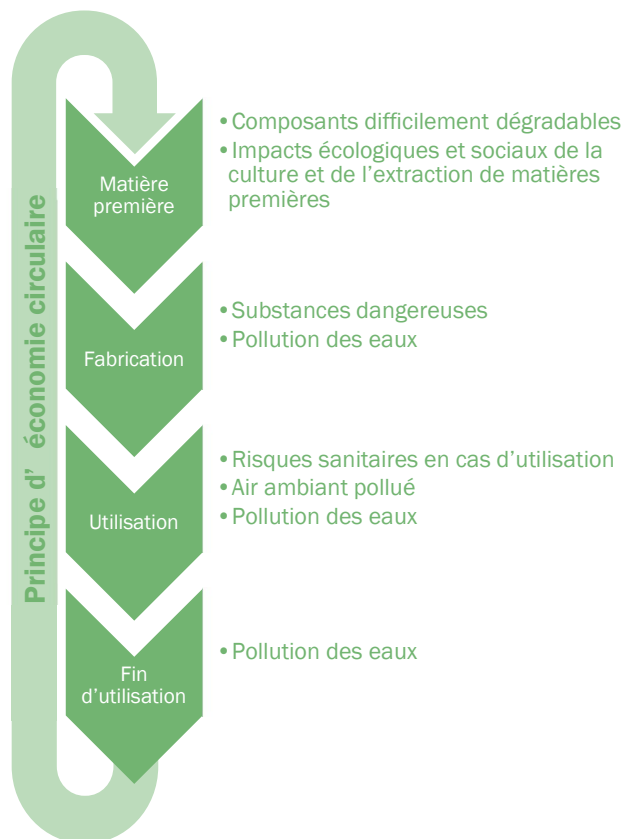 Principe d' économie circulaire
Matière
première
• Composants difficilement dégradables
• Impacts écologiques et sociaux de la
culture et de l'extraction de matières
premières
Fabrication
• Substances dangereuses
• Pollution des eaux
Utilisation
• Risques sanitaires en cas d'utilisation
• Air ambiant pollué
• Pollution des eaux
Fin
d'utilisation
• Pollution des eaux